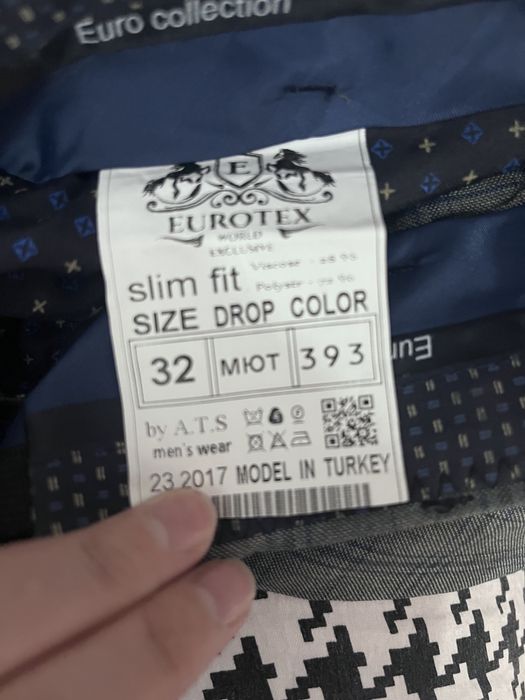 Euro collection
E
EUROTEX
WORLD
EXCLUSIVE
slim fit
SIZE DROP COLOR
32 МЮТ 393
by A.T.S
men's wear
23 2017 MODEL IN TURKEY
Eur